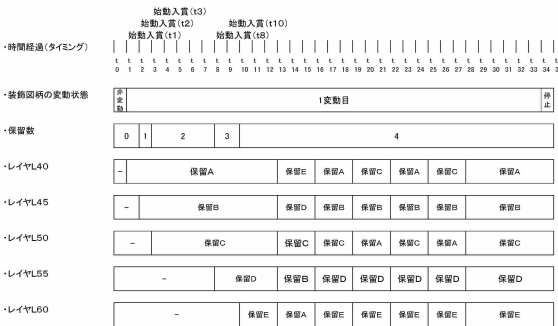 始動入賞(t3)
始動入賞(t2) 始動入賞(t10)
始動入賞(t1) 始動入賞(t8)
・時間経過(タイミング)
t t t t t t t t t t t t t t t t t t t t t t t t t t t t t t t t t t t
0 1 2 3 4 5 6 7 8 9 10 11 12 13 14 15 16 17 18 19 20 21 22 23 24 25 26 27 28 29 30 31 32 33 34 3
・装飾図柄の変動状態 非変動 1変動目 停止
・保留数 0 1 2 3 4
・レイヤL40 - 保留A 保留E 保留A 保留C 保留A 保留C 保留A
・レイヤL45 - 保留B 保留D 保留B 保留B 保留B 保留B 保留B
・レイヤL50 - 保留C 保留C 保留C 保留A 保留C 保留A 保留C
・レイヤL55 - 保留D 保留B 保留D 保留D 保留D 保留D 保留D
・レイヤL60 - 保留E 保留A 保留E 保留E 保留E 保留E 保留E